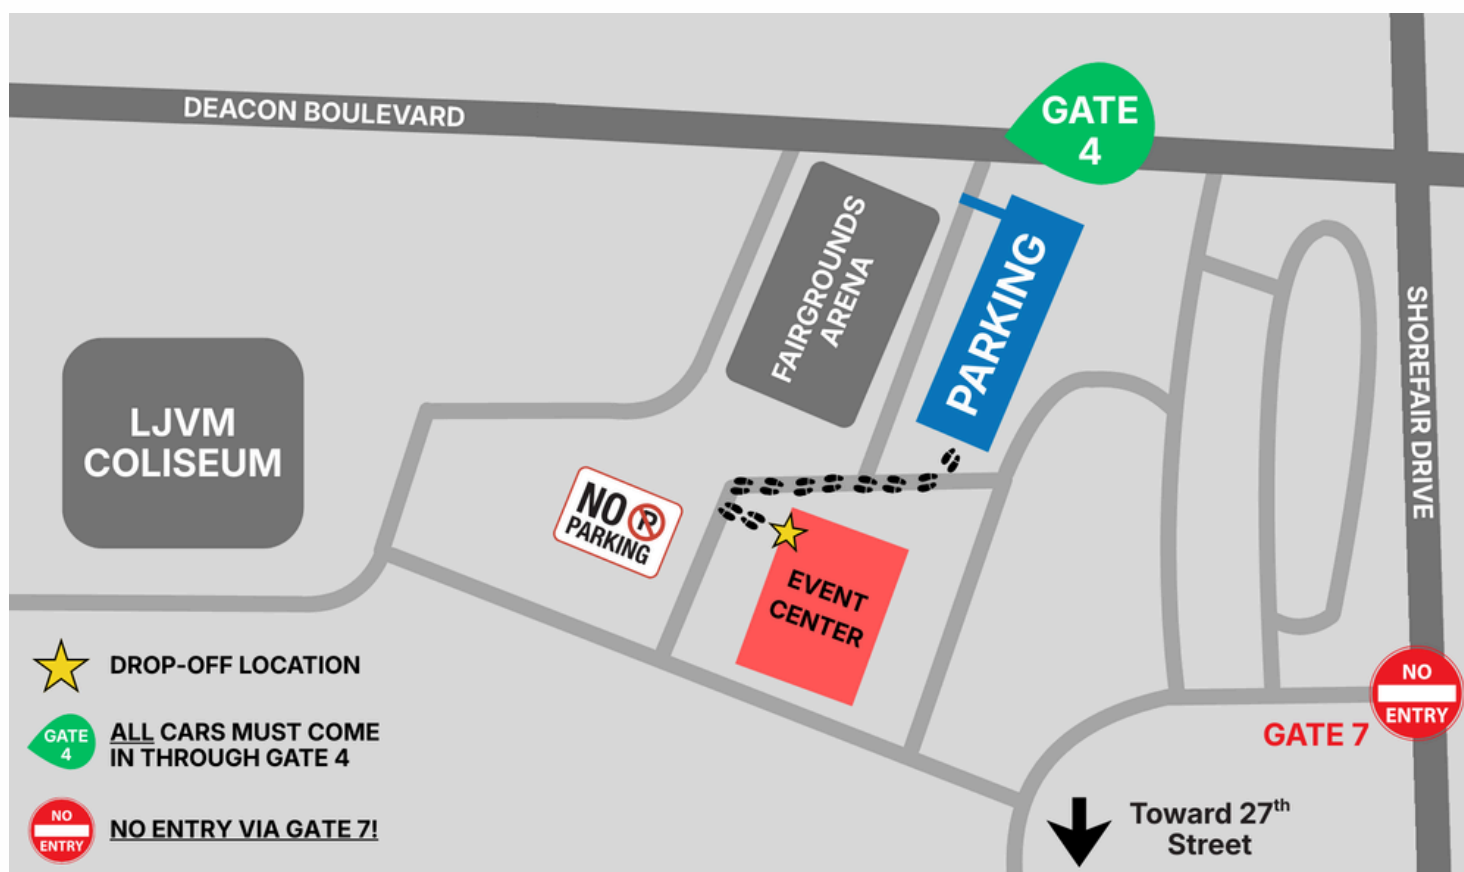 DEACON BOULEVARD
GATE
4
FAIRGROUNDS
ARENA
PARKING
SHOREFAIR DRIVE
LJVM
COLISEUM
NO P
PARKING
EVENT
CENTER
DROP-OFF LOCATION
GATE
4
ALL CARS MUST COME
IN THROUGH GATE 4
NO
ENTRY
NO ENTRY VIA GATE 7!
NO
ENTRY
GATE 7
Toward 27th
Street